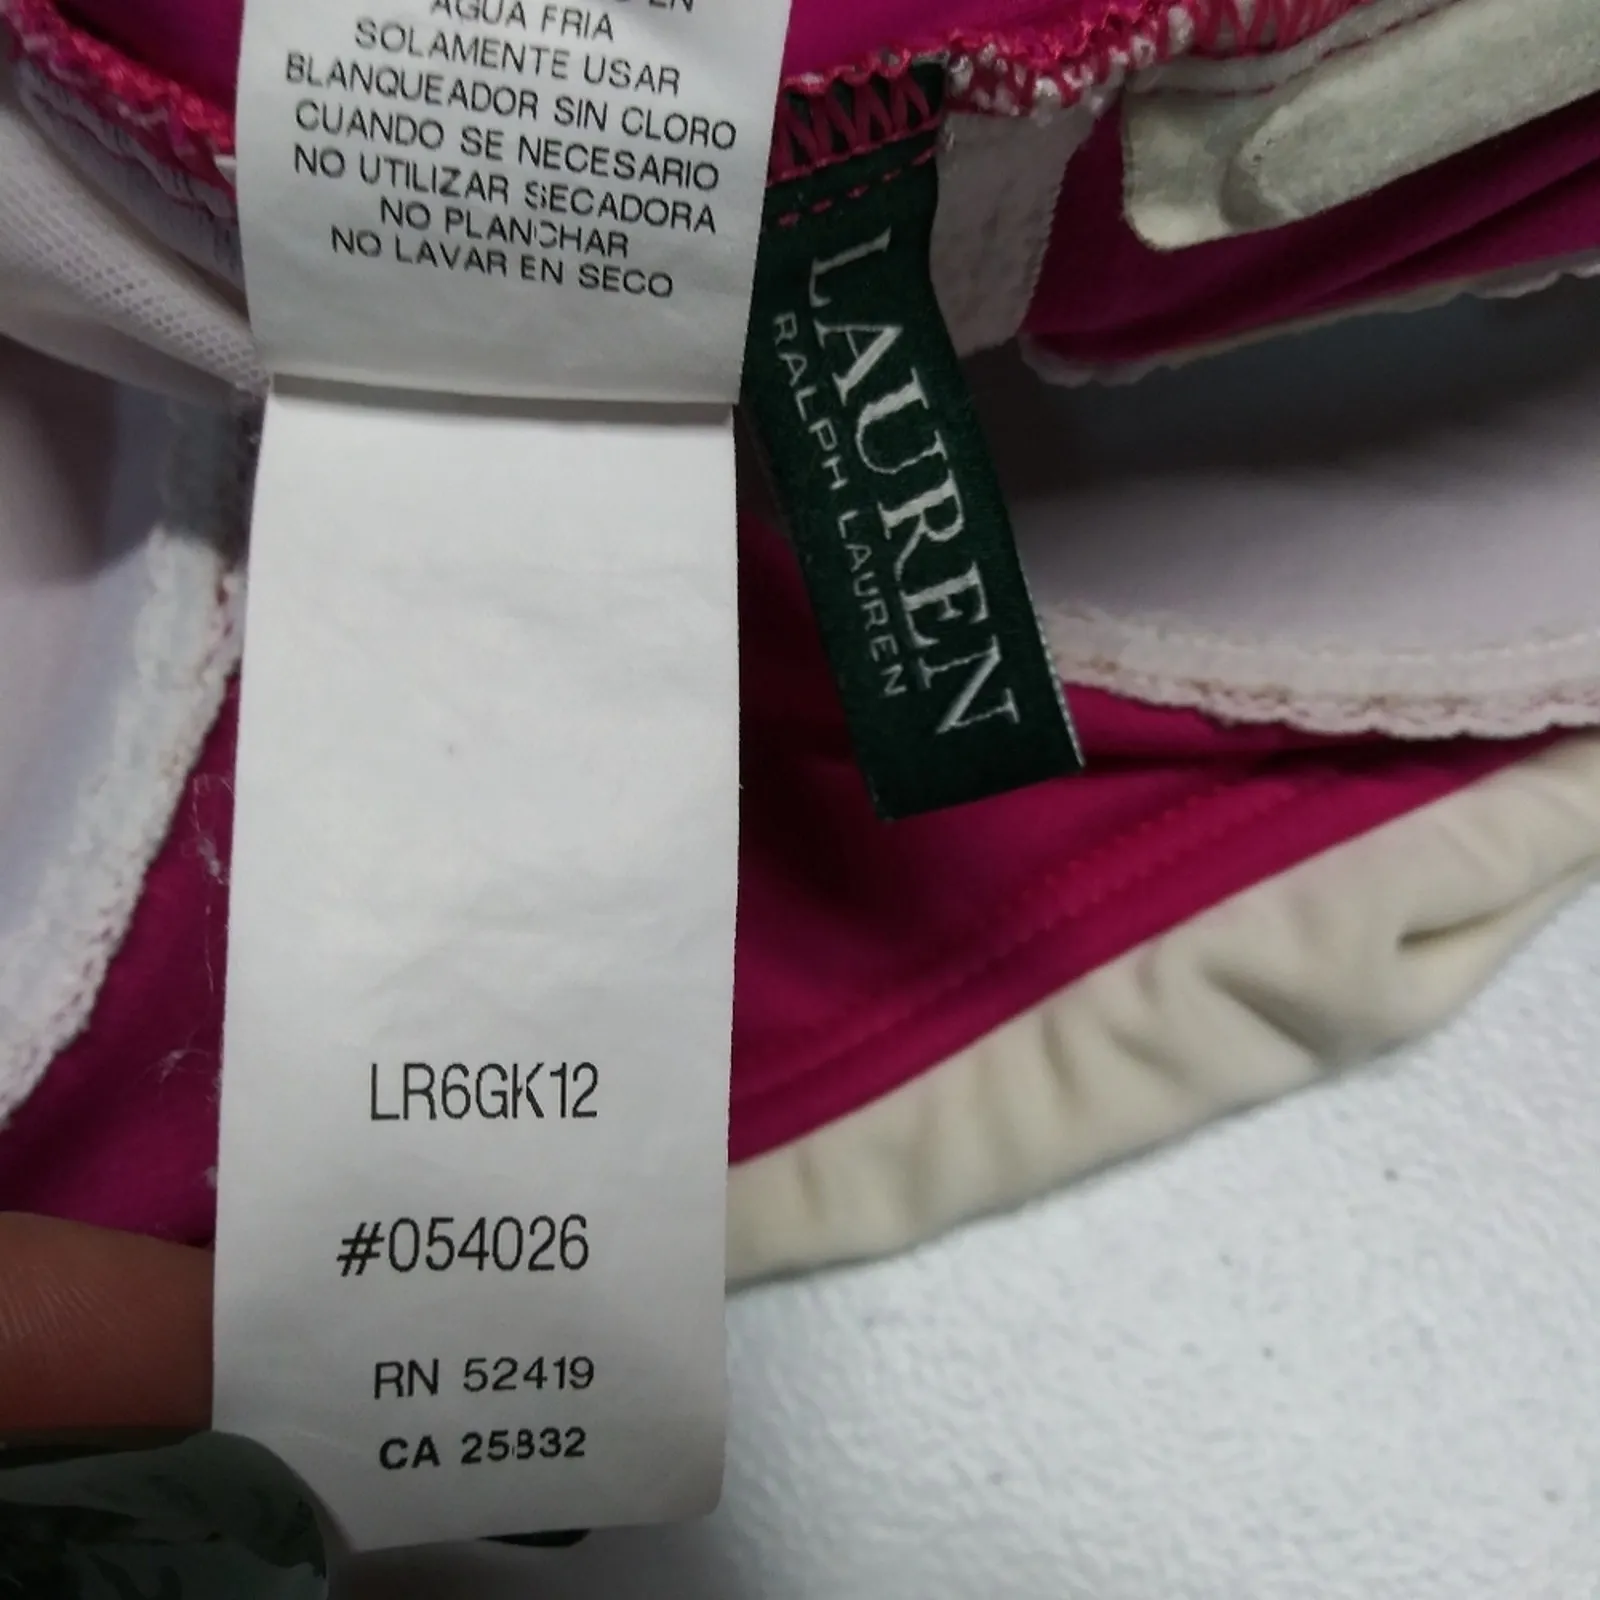 AGUA FRIA
SOLAMENTE USAR
BLANQUEADOR SIN CLORO
CUANDO SE NECESARIO
NO UTILIZAR SECADORA
NO PLANCHAR
NO LAVAR EN SECO
LAUREN
RALPH LAUREN
LR6GK12
#054026
RN 52419
CA 25832